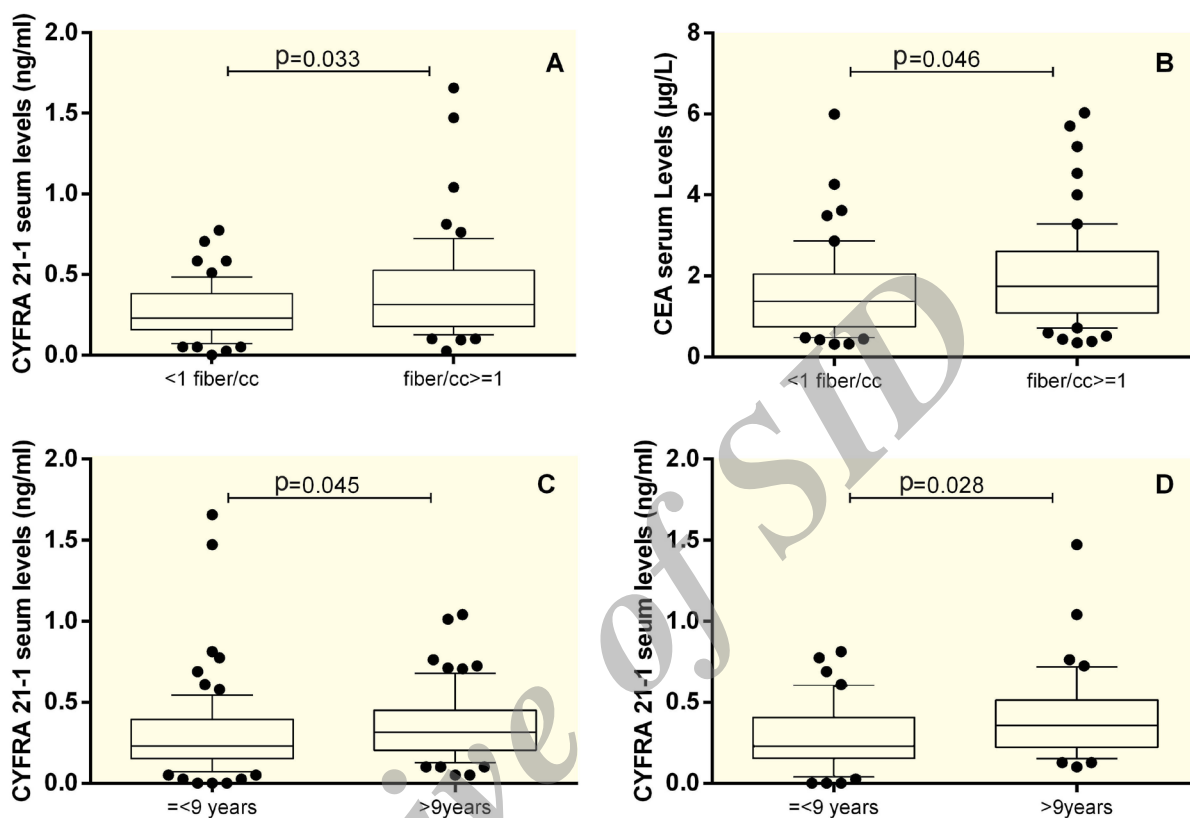 CYFRA 21-1 seum levels (ng/ml)
2.0
1.5
1.0
0.5
0.0
p=0.033
A
<1 fiber/cc
fiber/cc>=1
CEA serum Levels (µg/L)
8
6
4
2
0
p=0.046
B
<1 fiber/cc
fiber/cc>=1
CYFRA 21-1 seum levels (ng/ml)
2.0
1.5
1.0
0.5
0.0
p=0.045
C
=<9 years
>9years
CYFRA 21-1 seum levels (ng/ml)
2.0
1.5
1.0
0.5
0.0
p=0.028
D
=<9 years
>9years
ive of SID